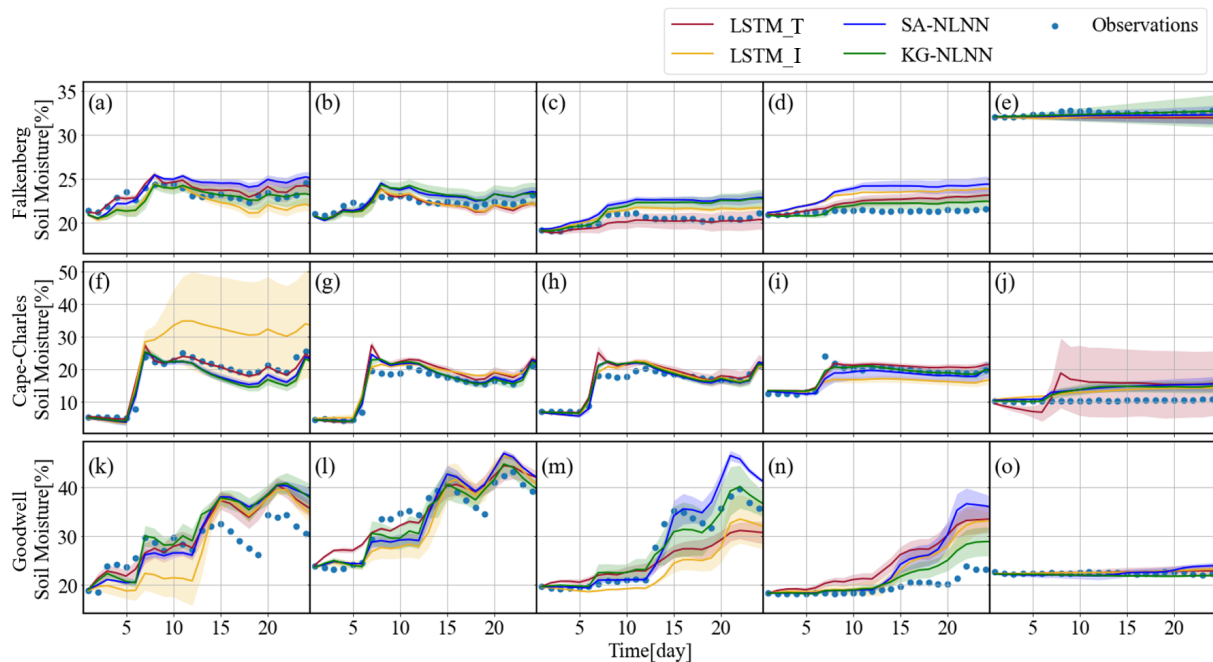 LSTM_T SA-NLNN Observations
LSTM_I KG-NLNN
Falkenberg
Soil Moisture[%]
35
30
25
20
(a) (b) (c) (d) (e)
Cape-Charles
Soil Moisture[%]
50
40
30
20
10
(f) (g) (h) (i) (j)
Goodwell
Soil Moisture[%]
40
30
20
(k) (l) (m) (n) (o)
5 10 15 20 5 10 15 20 5 10 15 20 5 10 15 20 5 10 15 20
Time[day]